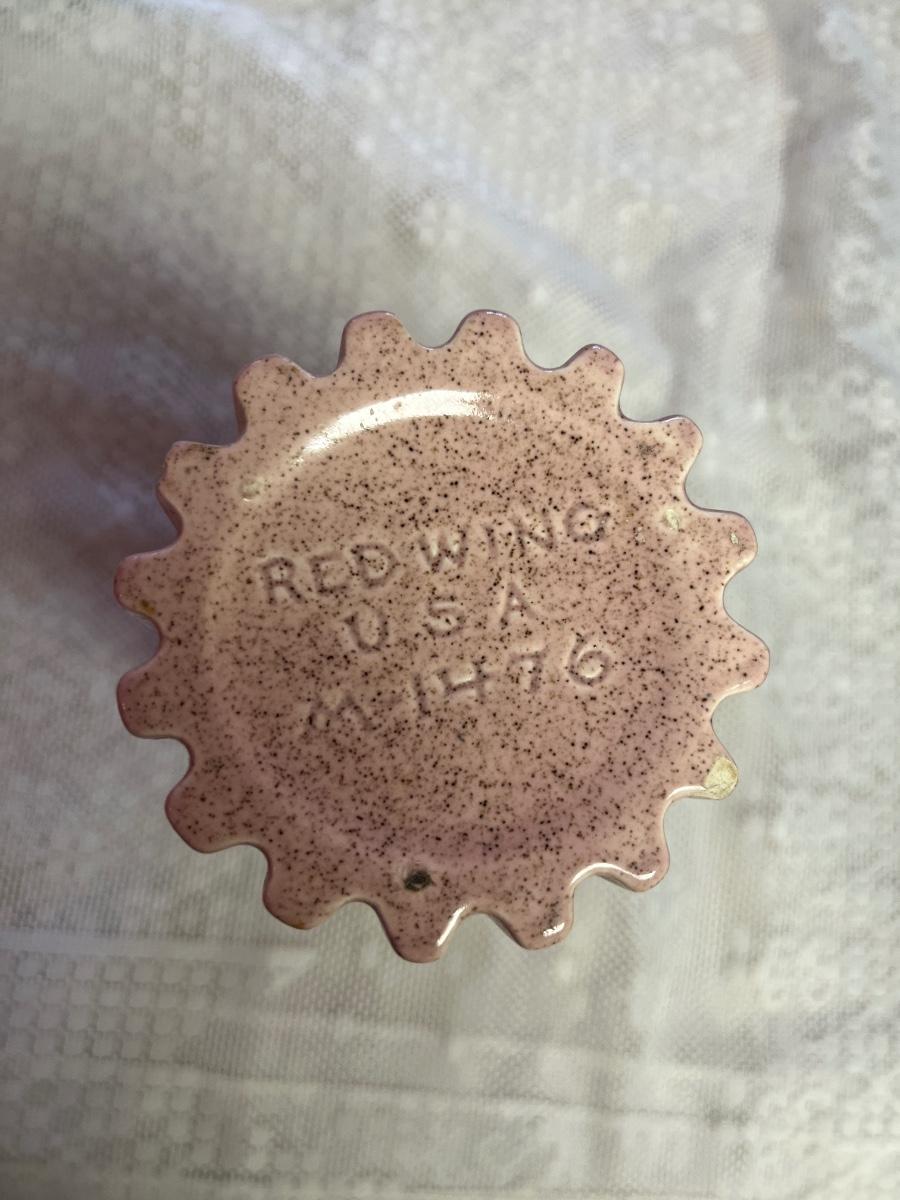 RED WING
U S A
M-1476